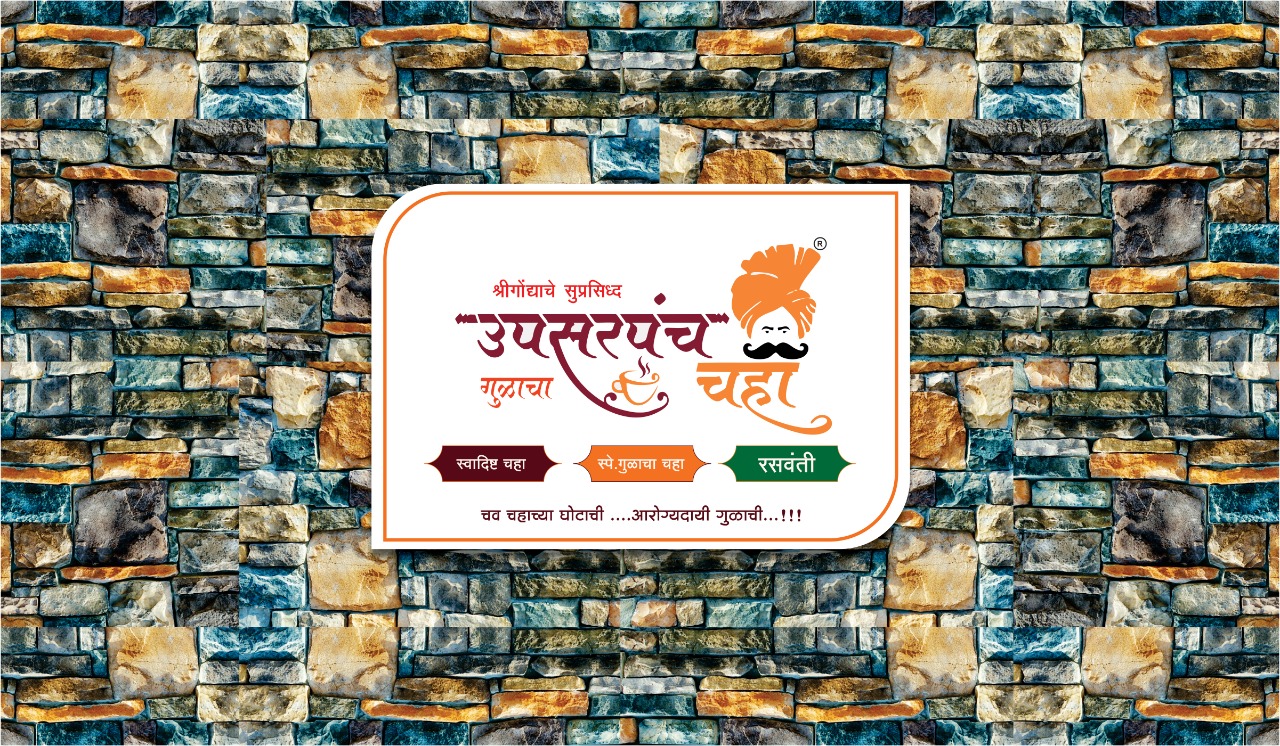 ®
श्रीगोंद्याचे सुप्रसिध्द
उपसरपंच
गुळाचा चहा
स्वादिष्ट चहा स्पे.गुळाचा चहा रसवंती
चव चहाच्या घोटाची ....आरोग्यदायी गुळाची...!!!